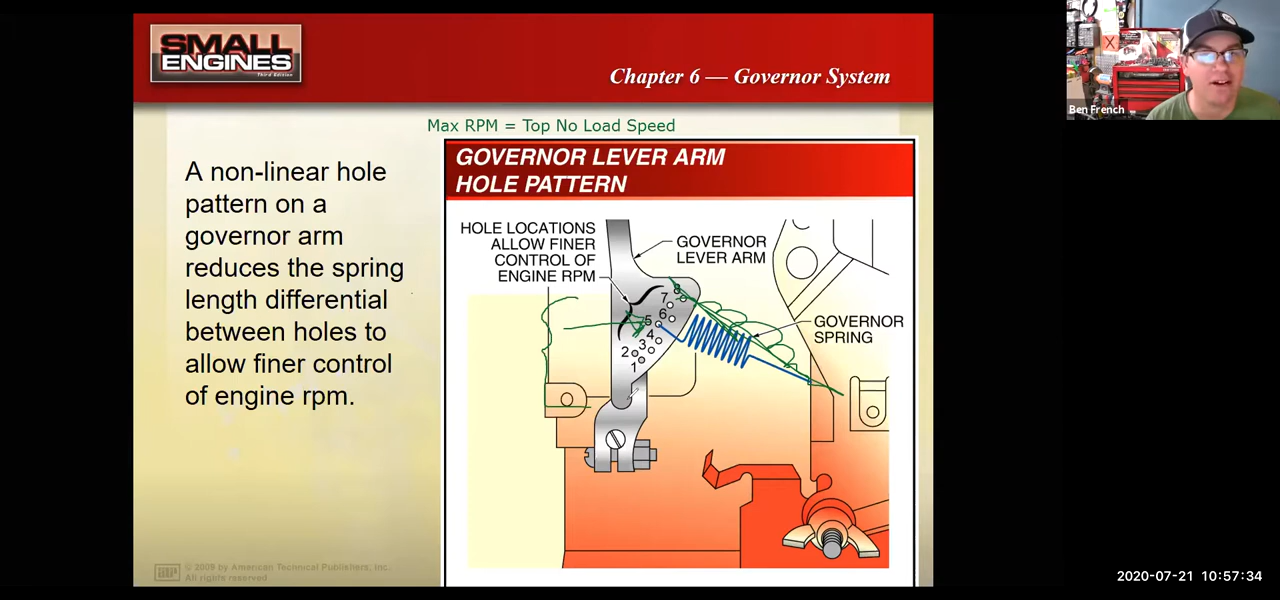 SMALL
ENGINES
Third Edition
Chapter 6 — Governor System
Ben French
Max RPM = Top No Load Speed
A non-linear hole
pattern on a
governor arm
reduces the spring
length differential
between holes to
allow finer control
of engine rpm.
GOVERNOR LEVER ARM
HOLE PATTERN
HOLE LOCATIONS
ALLOW FINER
CONTROL OF
ENGINE RPM
GOVERNOR
LEVER ARM
8
7
6
5
4
3
2
1
GOVERNOR
SPRING
© 2009 by American Technical Publishers, Inc.
All rights reserved
2020-07-21 10:57:34